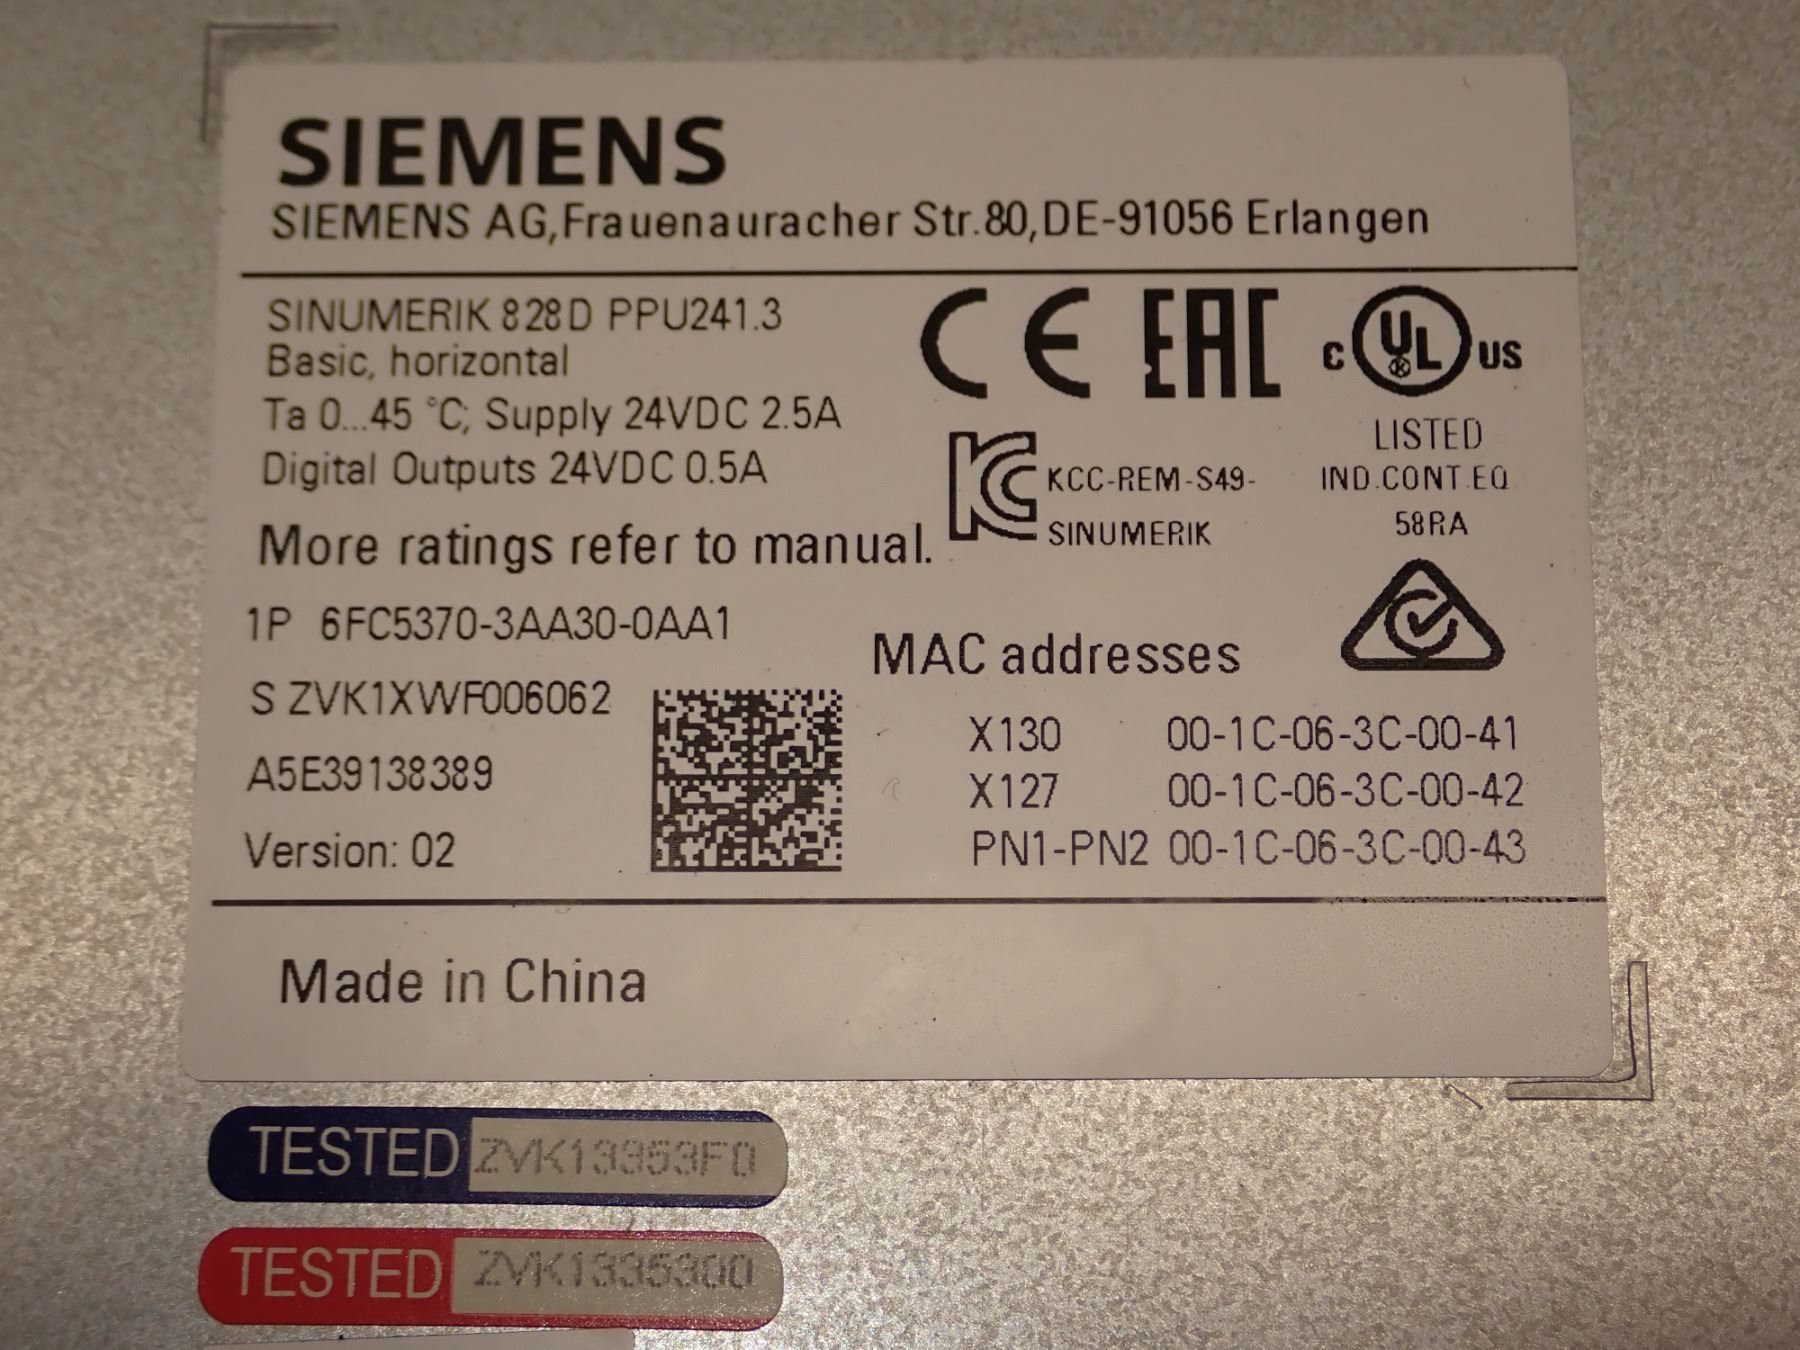 SIEMENS
SIEMENS AG,Frauenauracher Str.80,DE-91056 Erlangen
SINUMERIK 828D PPU241.3
Basic, horizontal
Ta 0...45 °C; Supply 24VDC 2.5A
Digital Outputs 24VDC 0.5A
More ratings refer to manual.
CE EAC
c UL US
LISTED
IND.CONT.EQ
58RA
KCC-REM-S49-
SINUMERIK
1P 6FC5370-3AA30-0AA1
S ZVK1XWF006062
A5E39138389
Version: 02
MAC addresses
X130 00-1C-06-3C-00-41
X127 00-1C-06-3C-00-42
PN1-PN2 00-1C-06-3C-00-43
Made in China
TESTED ZVK13353F0
TESTED ZVK1335300